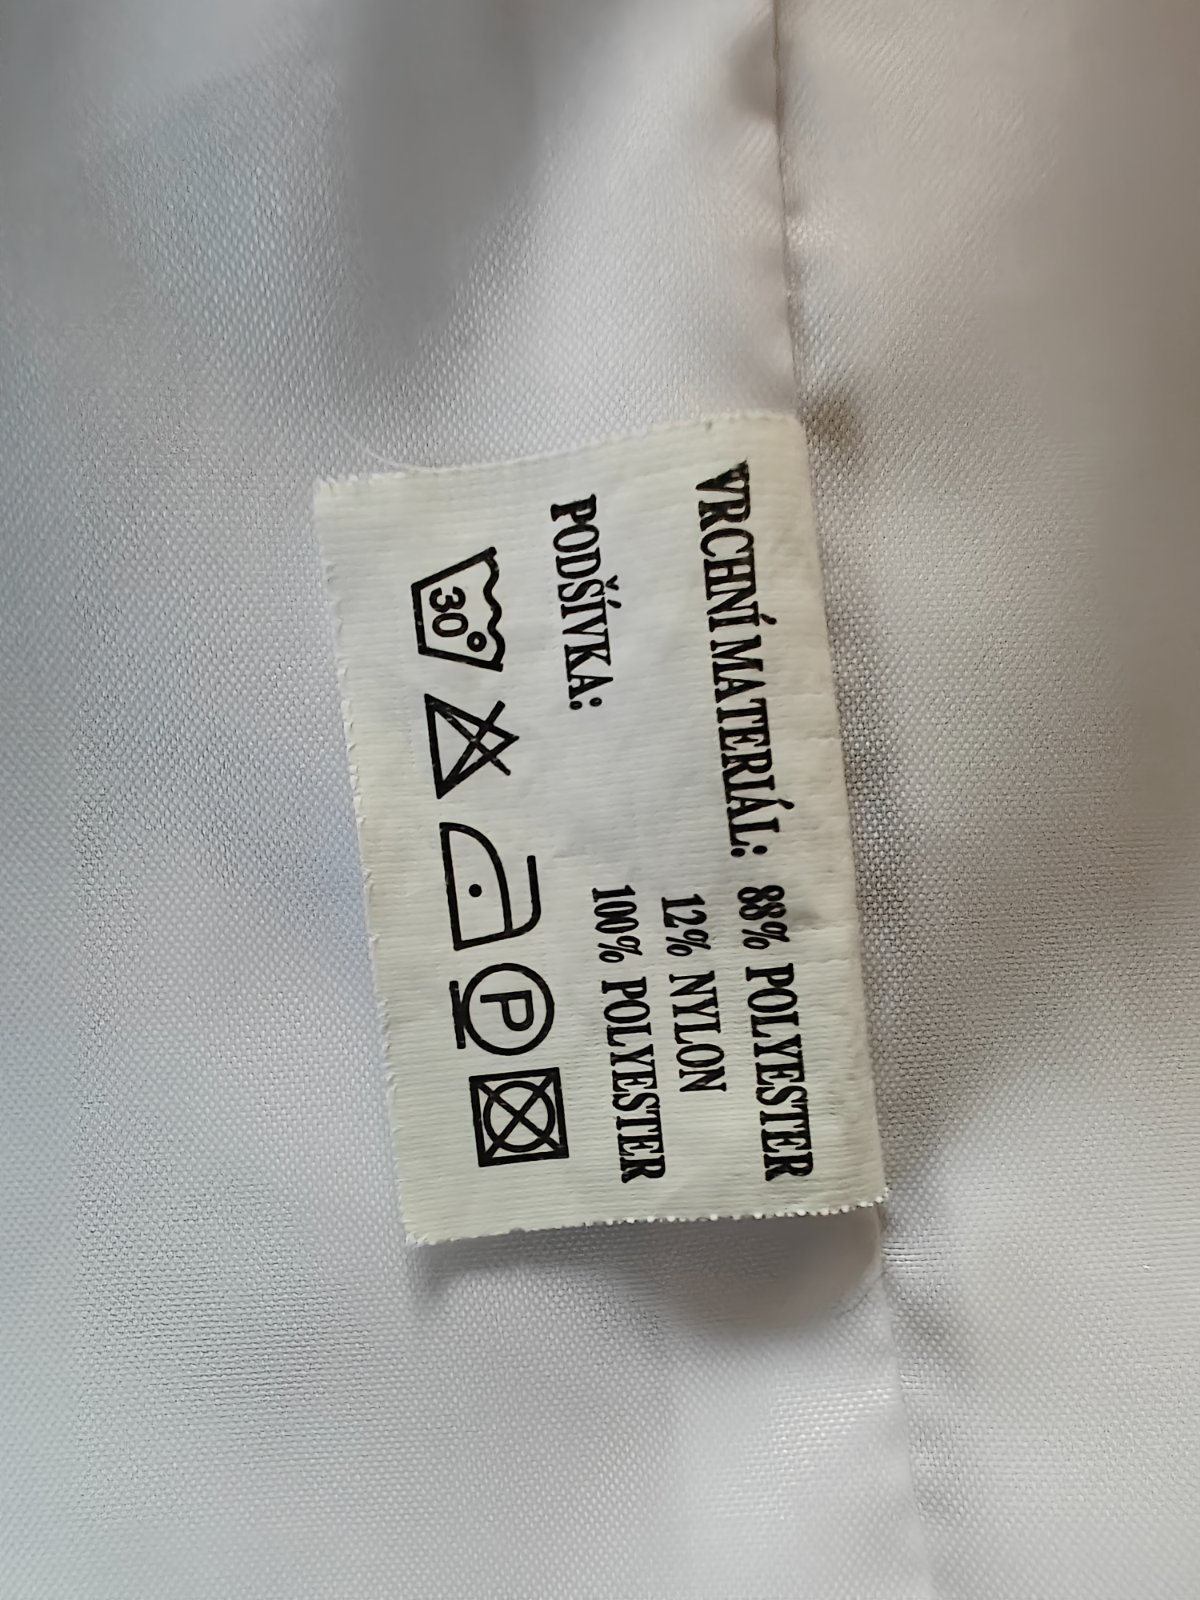 VRCHNÍ MATERIÁL: 88% POLYESTER
12% NYLON
PODŠÍVKA: 100% POLYESTER
30° P